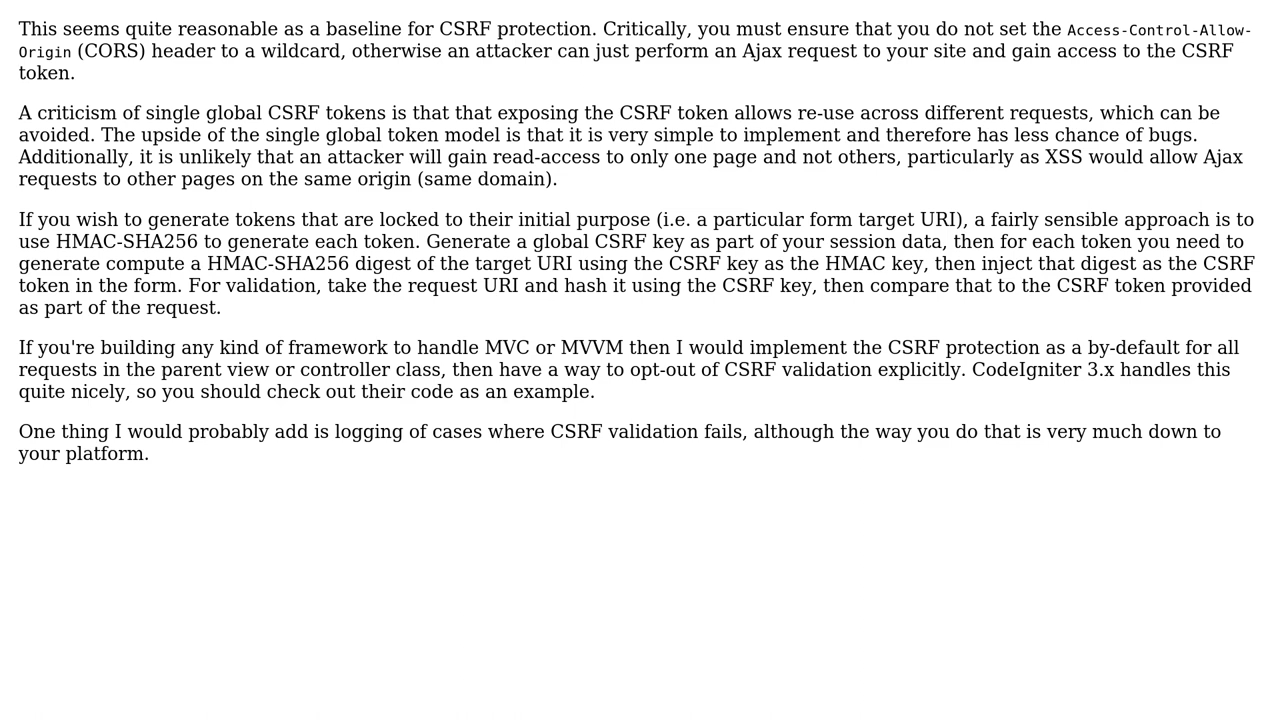 This seems quite reasonable as a baseline for CSRF protection. Critically, you must ensure that you do not set the Access-Control-Allow-
Origin (CORS) header to a wildcard, otherwise an attacker can just perform an Ajax request to your site and gain access to the CSRF
token.
A criticism of single global CSRF tokens is that that exposing the CSRF token allows re-use across different requests, which can be
avoided. The upside of the single global token model is that it is very simple to implement and therefore has less chance of bugs.
Additionally, it is unlikely that an attacker will gain read-access to only one page and not others, particularly as XSS would allow Ajax
requests to other pages on the same origin (same domain).
If you wish to generate tokens that are locked to their initial purpose (i.e. a particular form target URI), a fairly sensible approach is to
use HMAC-SHA256 to generate each token. Generate a global CSRF key as part of your session data, then for each token you need to
generate compute a HMAC-SHA256 digest of the target URI using the CSRF key as the HMAC key, then inject that digest as the CSRF
token in the form. For validation, take the request URI and hash it using the CSRF key, then compare that to the CSRF token provided
as part of the request.
If you're building any kind of framework to handle MVC or MVVM then I would implement the CSRF protection as a by-default for all
requests in the parent view or controller class, then have a way to opt-out of CSRF validation explicitly. CodeIgniter 3.x handles this
quite nicely, so you should check out their code as an example.
One thing I would probably add is logging of cases where CSRF validation fails, although the way you do that is very much down to
your platform.